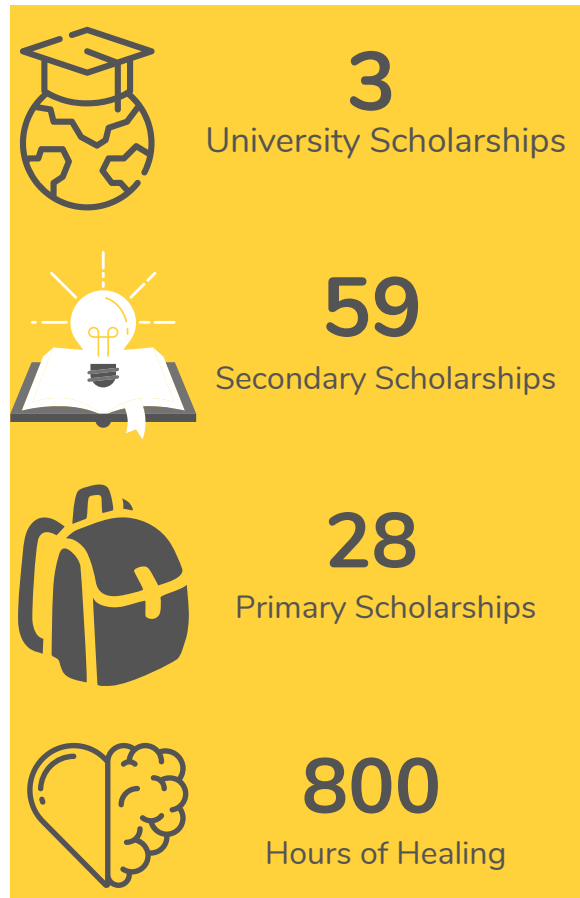 3
University Scholarships
59
Secondary Scholarships
28
Primary Scholarships
800
Hours of Healing